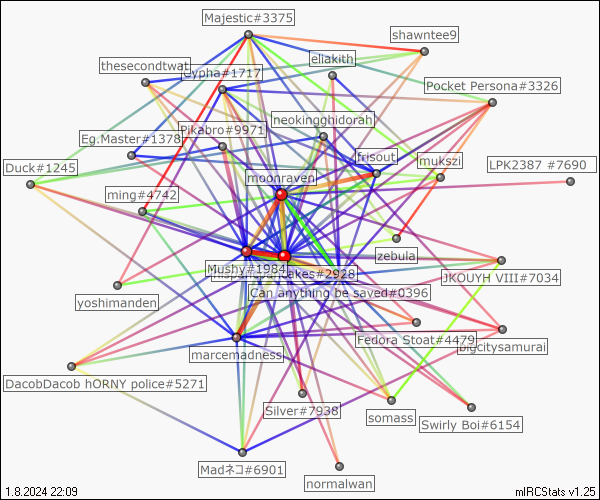 Majestic#3375
shawntee9
eliakith
thesecondtwat
Cypha#1717
Pocket Persona#3326
neokingghidorah
Pikabro#9971
Eg.Master#1378
frisout
mukszi
LPK2387 #7690
Duck#1245
moonraven
ming#4742
zebula
Mushy#1984
cakes#2928
JKOUYH VIII#7034
Can anything be saved#0396
yoshimanden
Fedora Stoat#4479
bigcitysamurai
marcemadness
DacobDacob hORNY police#5271
Silver#7938
somass
Swirly Boi#6154
Madネコ#6901
normalwan
1.8.2024 22:09
mIRCStats v1.25